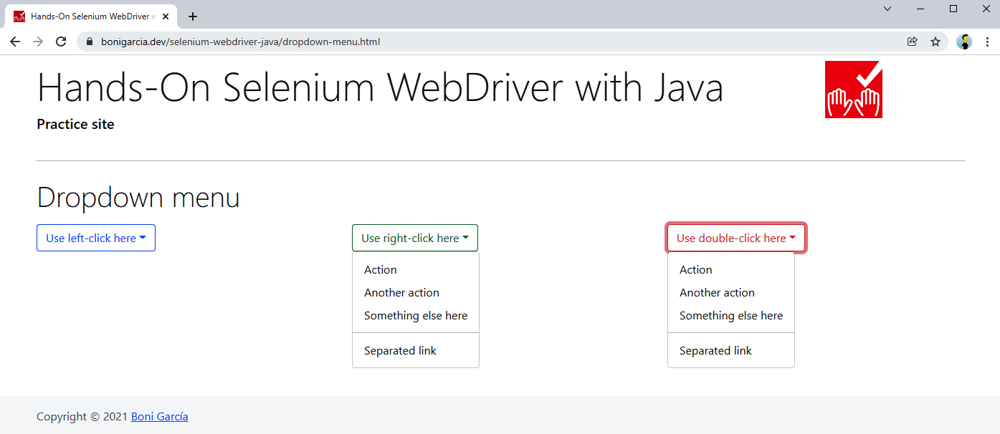 Hands-On Selenium WebDriver w
bonigarcia.dev/selenium-webdriver-java/dropdown-menu.html
Hands-On Selenium WebDriver with Java
Practice site
Dropdown menu
Use left-click here
Use right-click here
Action
Another action
Something else here
Separated link
Use double-click here
Action
Another action
Something else here
Separated link
Copyright © 2021 Boni García